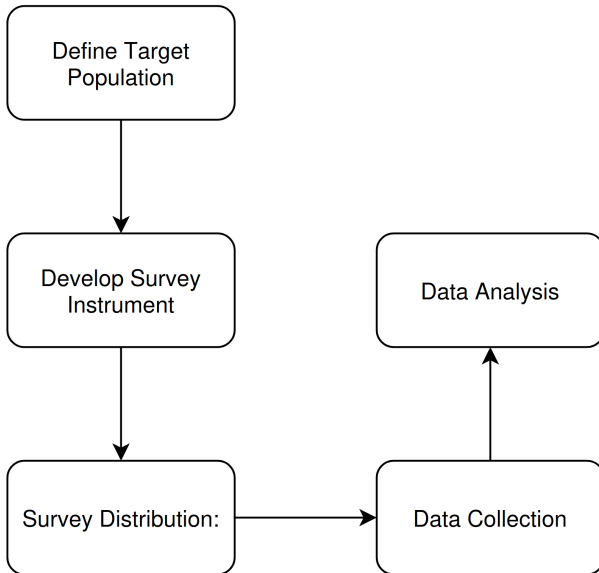 Define Target
Population
Develop Survey
Instrument
Data Analysis
Survey Distribution:
Data Collection